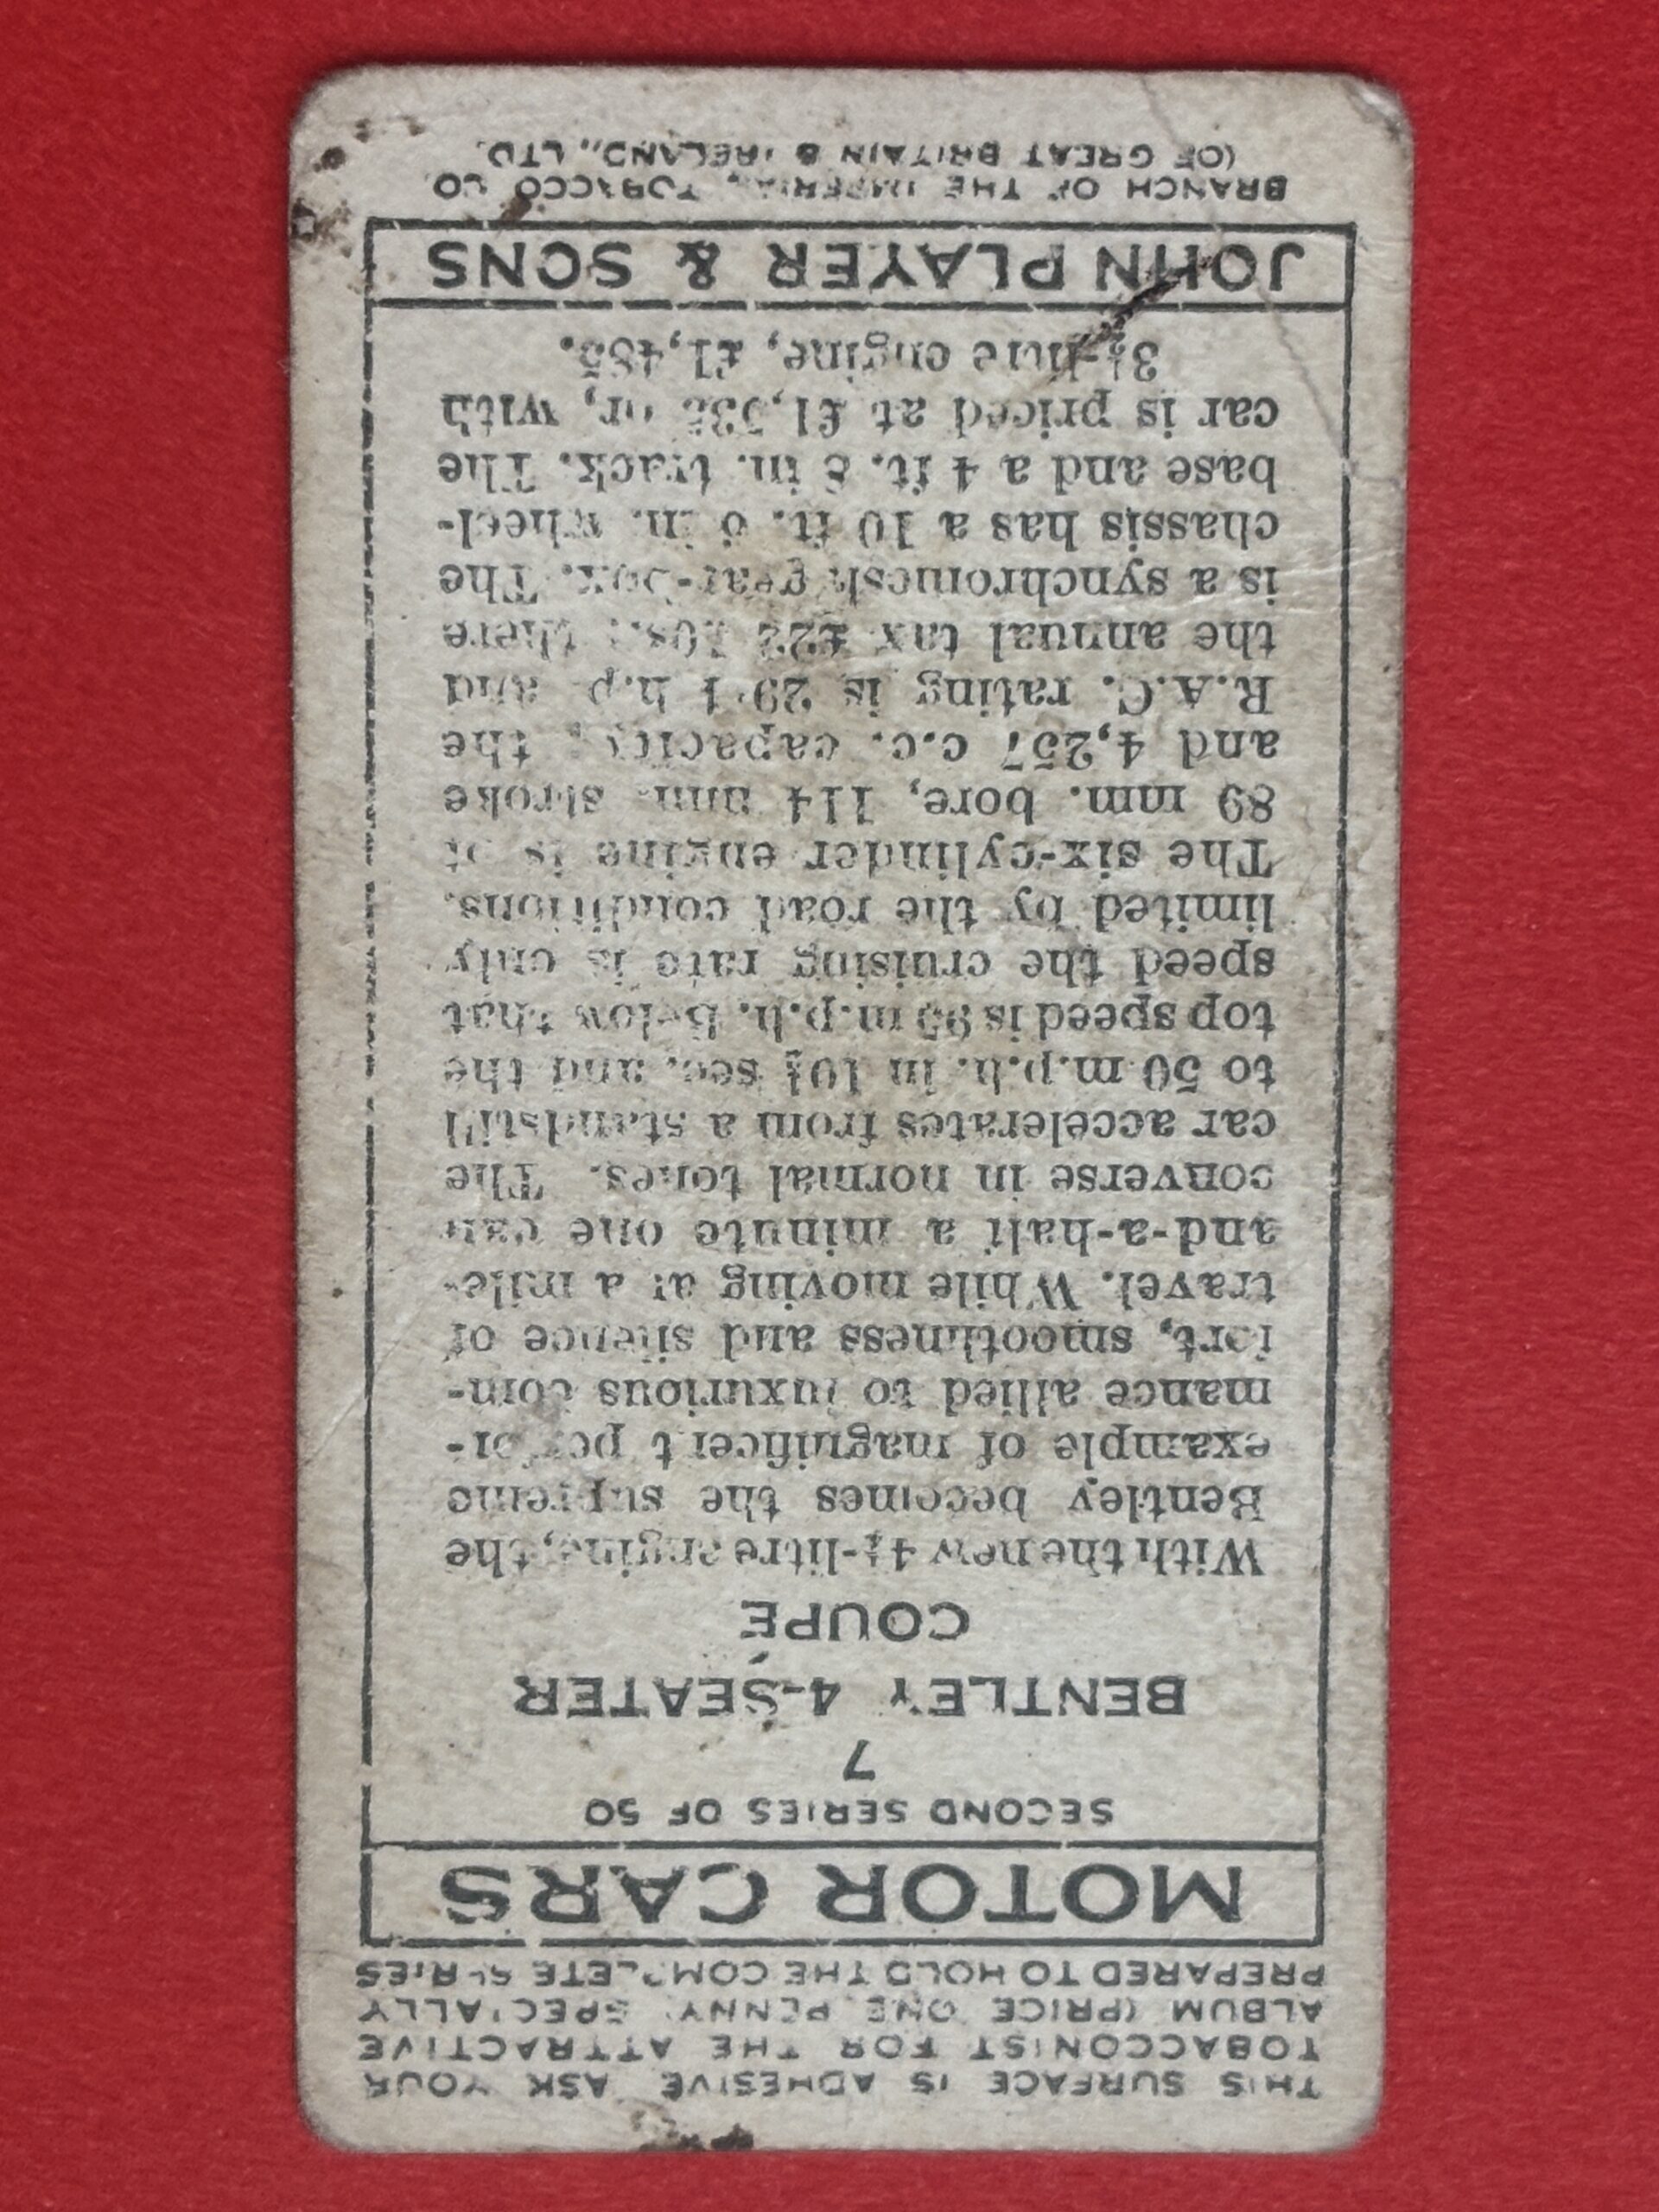 THIS SURFACE IS ADHESIVE. ASK YOUR
TOBACCONIST FOR THE ATTRACTIVE
ALBUM (PRICE ONE PENNY) SPECIALLY
PREPARED TO HOLD THE COMPLETE SERIES
MOTOR CARS
SECOND SERIES OF 50
7
BENTLEY 4-SEATER
COUPÉ
With the new 4¼-litre engine, the
Bentley becomes the supreme
example of magnificent perfor-
mance allied to luxurious com-
fort, smoothness and silence of
travel. While moving at a mile-
and-a-half a minute one can
converse in normal tones. The
car accelerates from a standstill
to 50 m.p.h. in 10½ sec. and the
top speed is 95 m.p.h. Below that
speed the cruising rate is only
limited by the road conditions.
The six-cylinder engine is of
89 mm. bore, 114 mm. stroke
and 4,257 c.c. capacity; the
R.A.C. rating is 29·4 h.p. and
the annual tax £22 10s.; there
is a synchromesh gear-box. The
chassis has a 10 ft. 6 in. wheel-
base and a 4 ft. 8 in. track. The
car is priced at or, with
3½-litre engine, £1,485.
JOHN PLAYER & SONS
BRANCH OF THE IMPERIAL TOBACCO CO.
(OF GREAT BRITAIN & IRELAND), LTD.